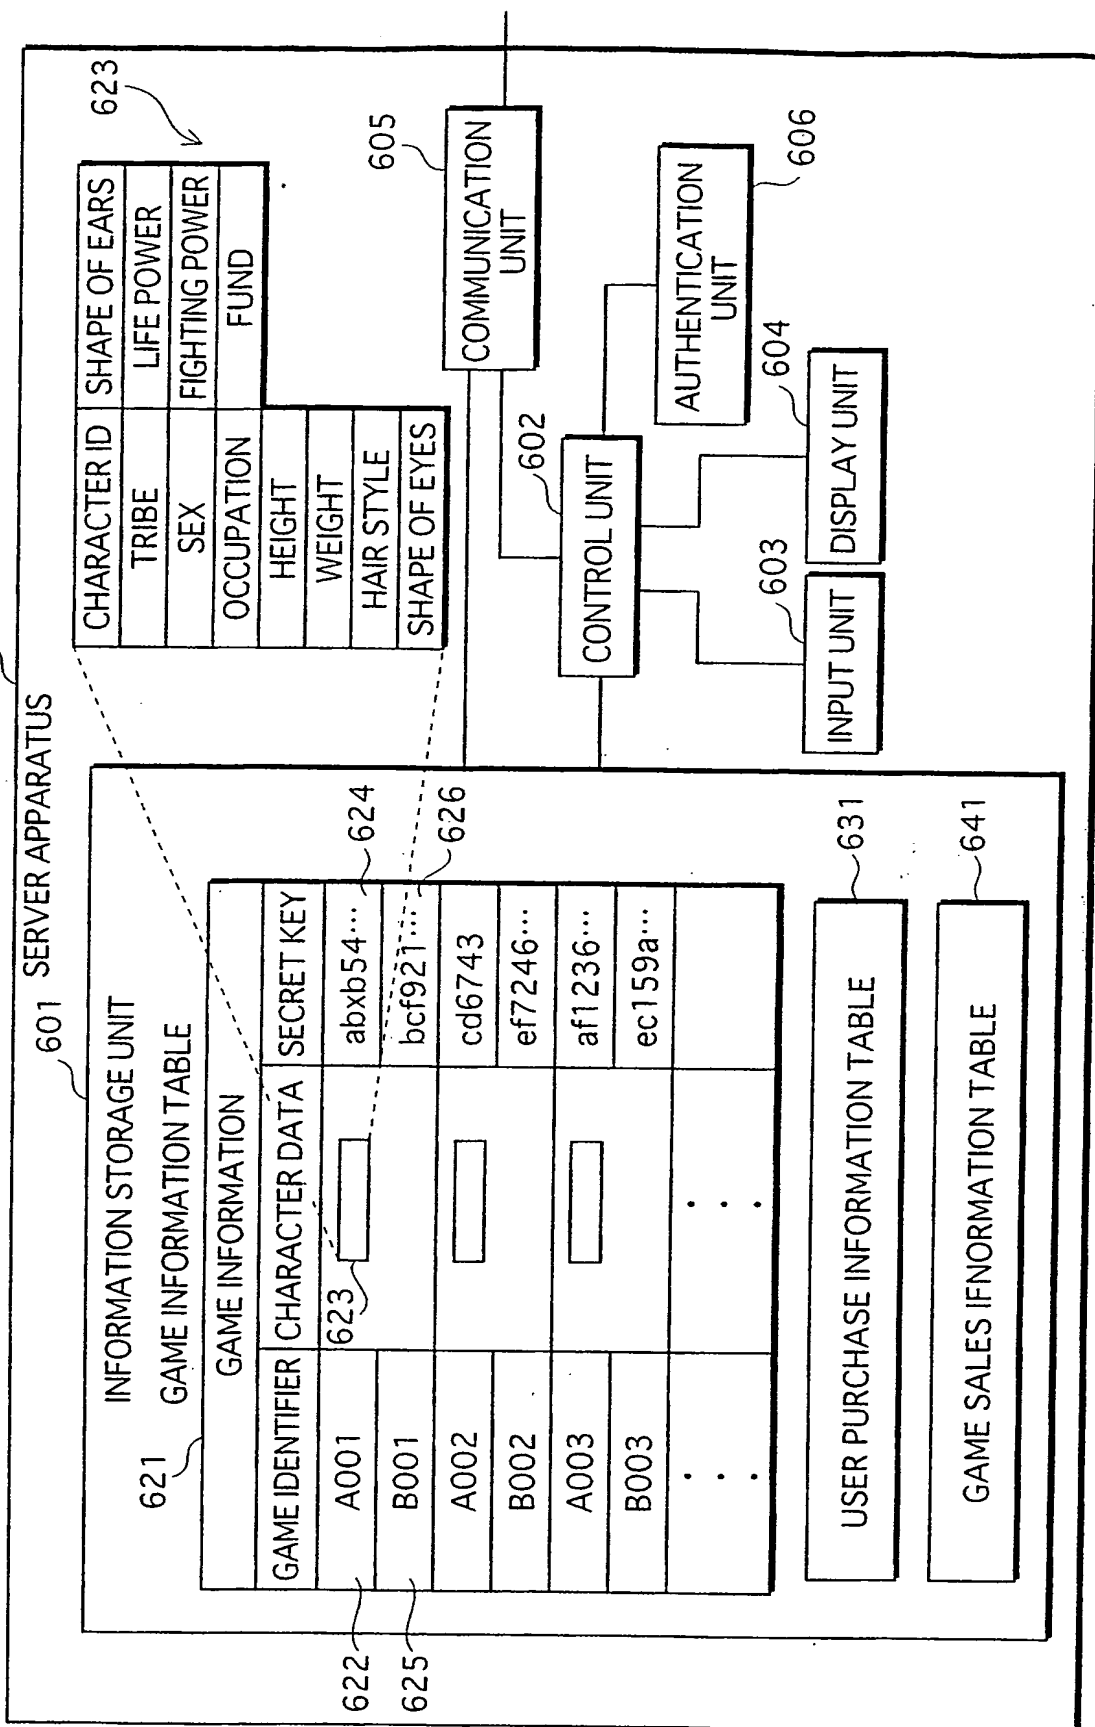 SERVER APPARATUS
601
INFORMATION STORAGE UNIT
GAME INFORMATION TABLE
621
GAME INFORMATION
GAME IDENTIFIER CHARACTER DATA SECRET KEY
622 A001 623 abxb54··· 624
625 B001 bcf921··· 626
A002 cd6743
B002 ef7246···
A003 af1236···
B003 ec159a···
· · · · · ·
USER PURCHASE INFORMATION TABLE 631
GAME SALES IFNORMATION TABLE 641
623
CHARACTER ID SHAPE OF EARS
TRIBE LIFE POWER
SEX FIGHTING POWER
OCCUPATION FUND
HEIGHT
WEIGHT
HAIR STYLE
SHAPE OF EYES
605
COMMUNICATION
UNIT
602
CONTROL UNIT
AUTHENTICATION
UNIT
606
603
INPUT UNIT
604
DISPLAY UNIT